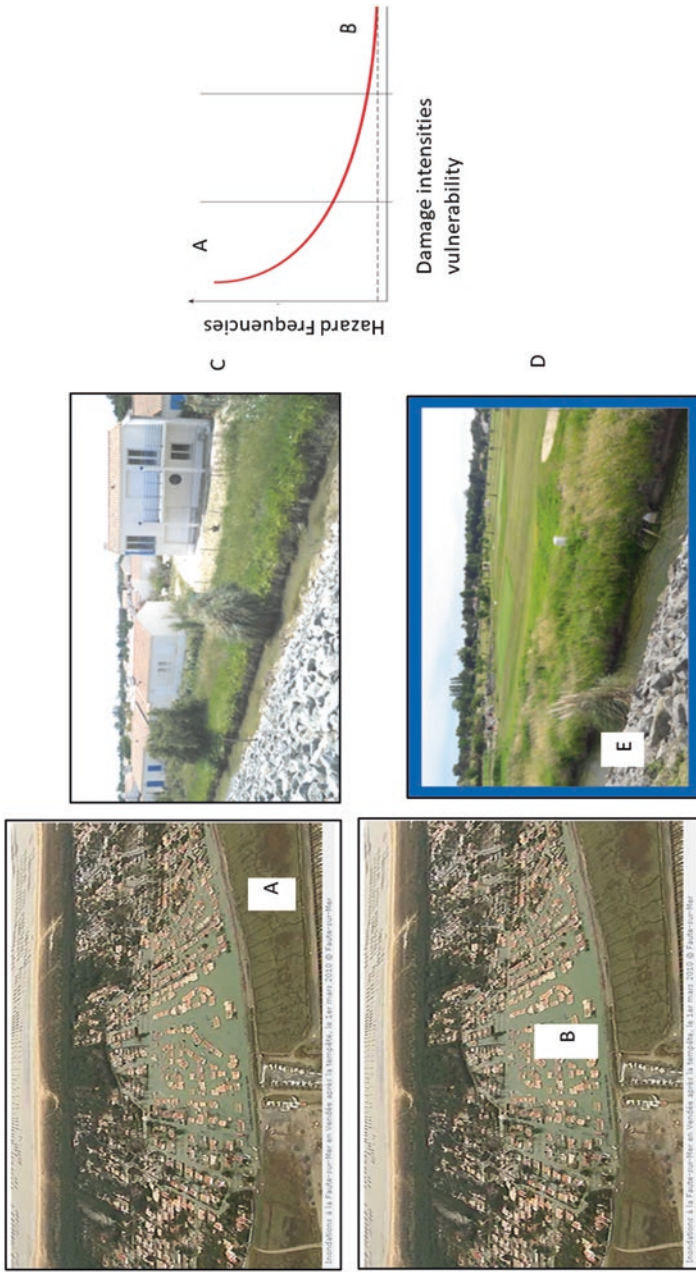 A
Inondations à la Faute-sur-Mer en Vendée après la tempête, le 1er mars 2010 © Faute-sur-Mer
B
Inondations à la Faute-sur-Mer en Vendée après la tempête, le 1er mars 2010 © Faute-sur-Mer
C
E
D
Hazard Frequencies
A
B
Damage intensities
vulnerability